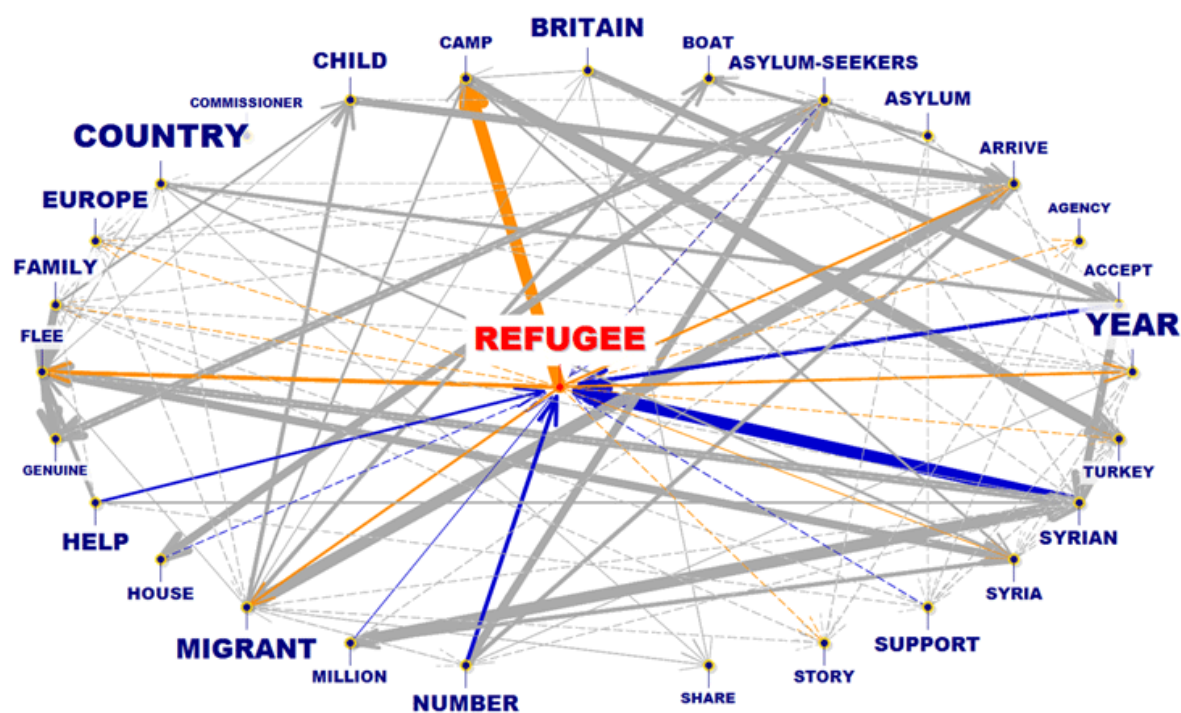 BRITAIN
CAMP
BOAT
CHILD
ASYLUM-SEEKERS
COMMISSIONER
ASYLUM
COUNTRY
ARRIVE
EUROPE
AGENCY
FAMILY
ACCEPT
FLEE
REFUGEE
YEAR
GENUINE
TURKEY
HELP
SYRIAN
HOUSE
SYRIA
MIGRANT
SUPPORT
MILLION
STORY
NUMBER
SHARE